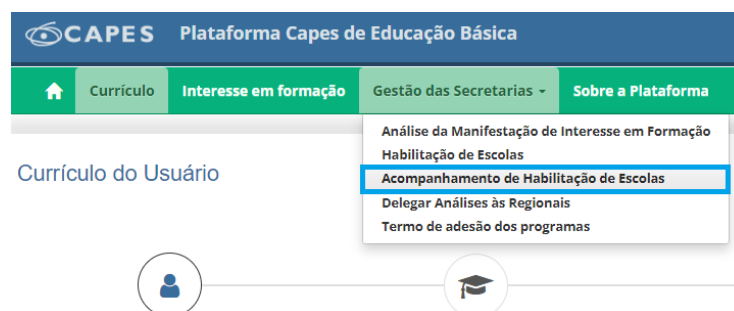 CAPES Plataforma Capes de Educação Básica
Currículo Interesse em formação Gestão das Secretarias Sobre a Plataforma
Análise da Manifestação de Interesse em Formação
Habilitação de Escolas
Acompanhamento de Habilitação de Escolas
Delegar Análises às Regionais
Termo de adesão dos programas
Currículo do Usuário